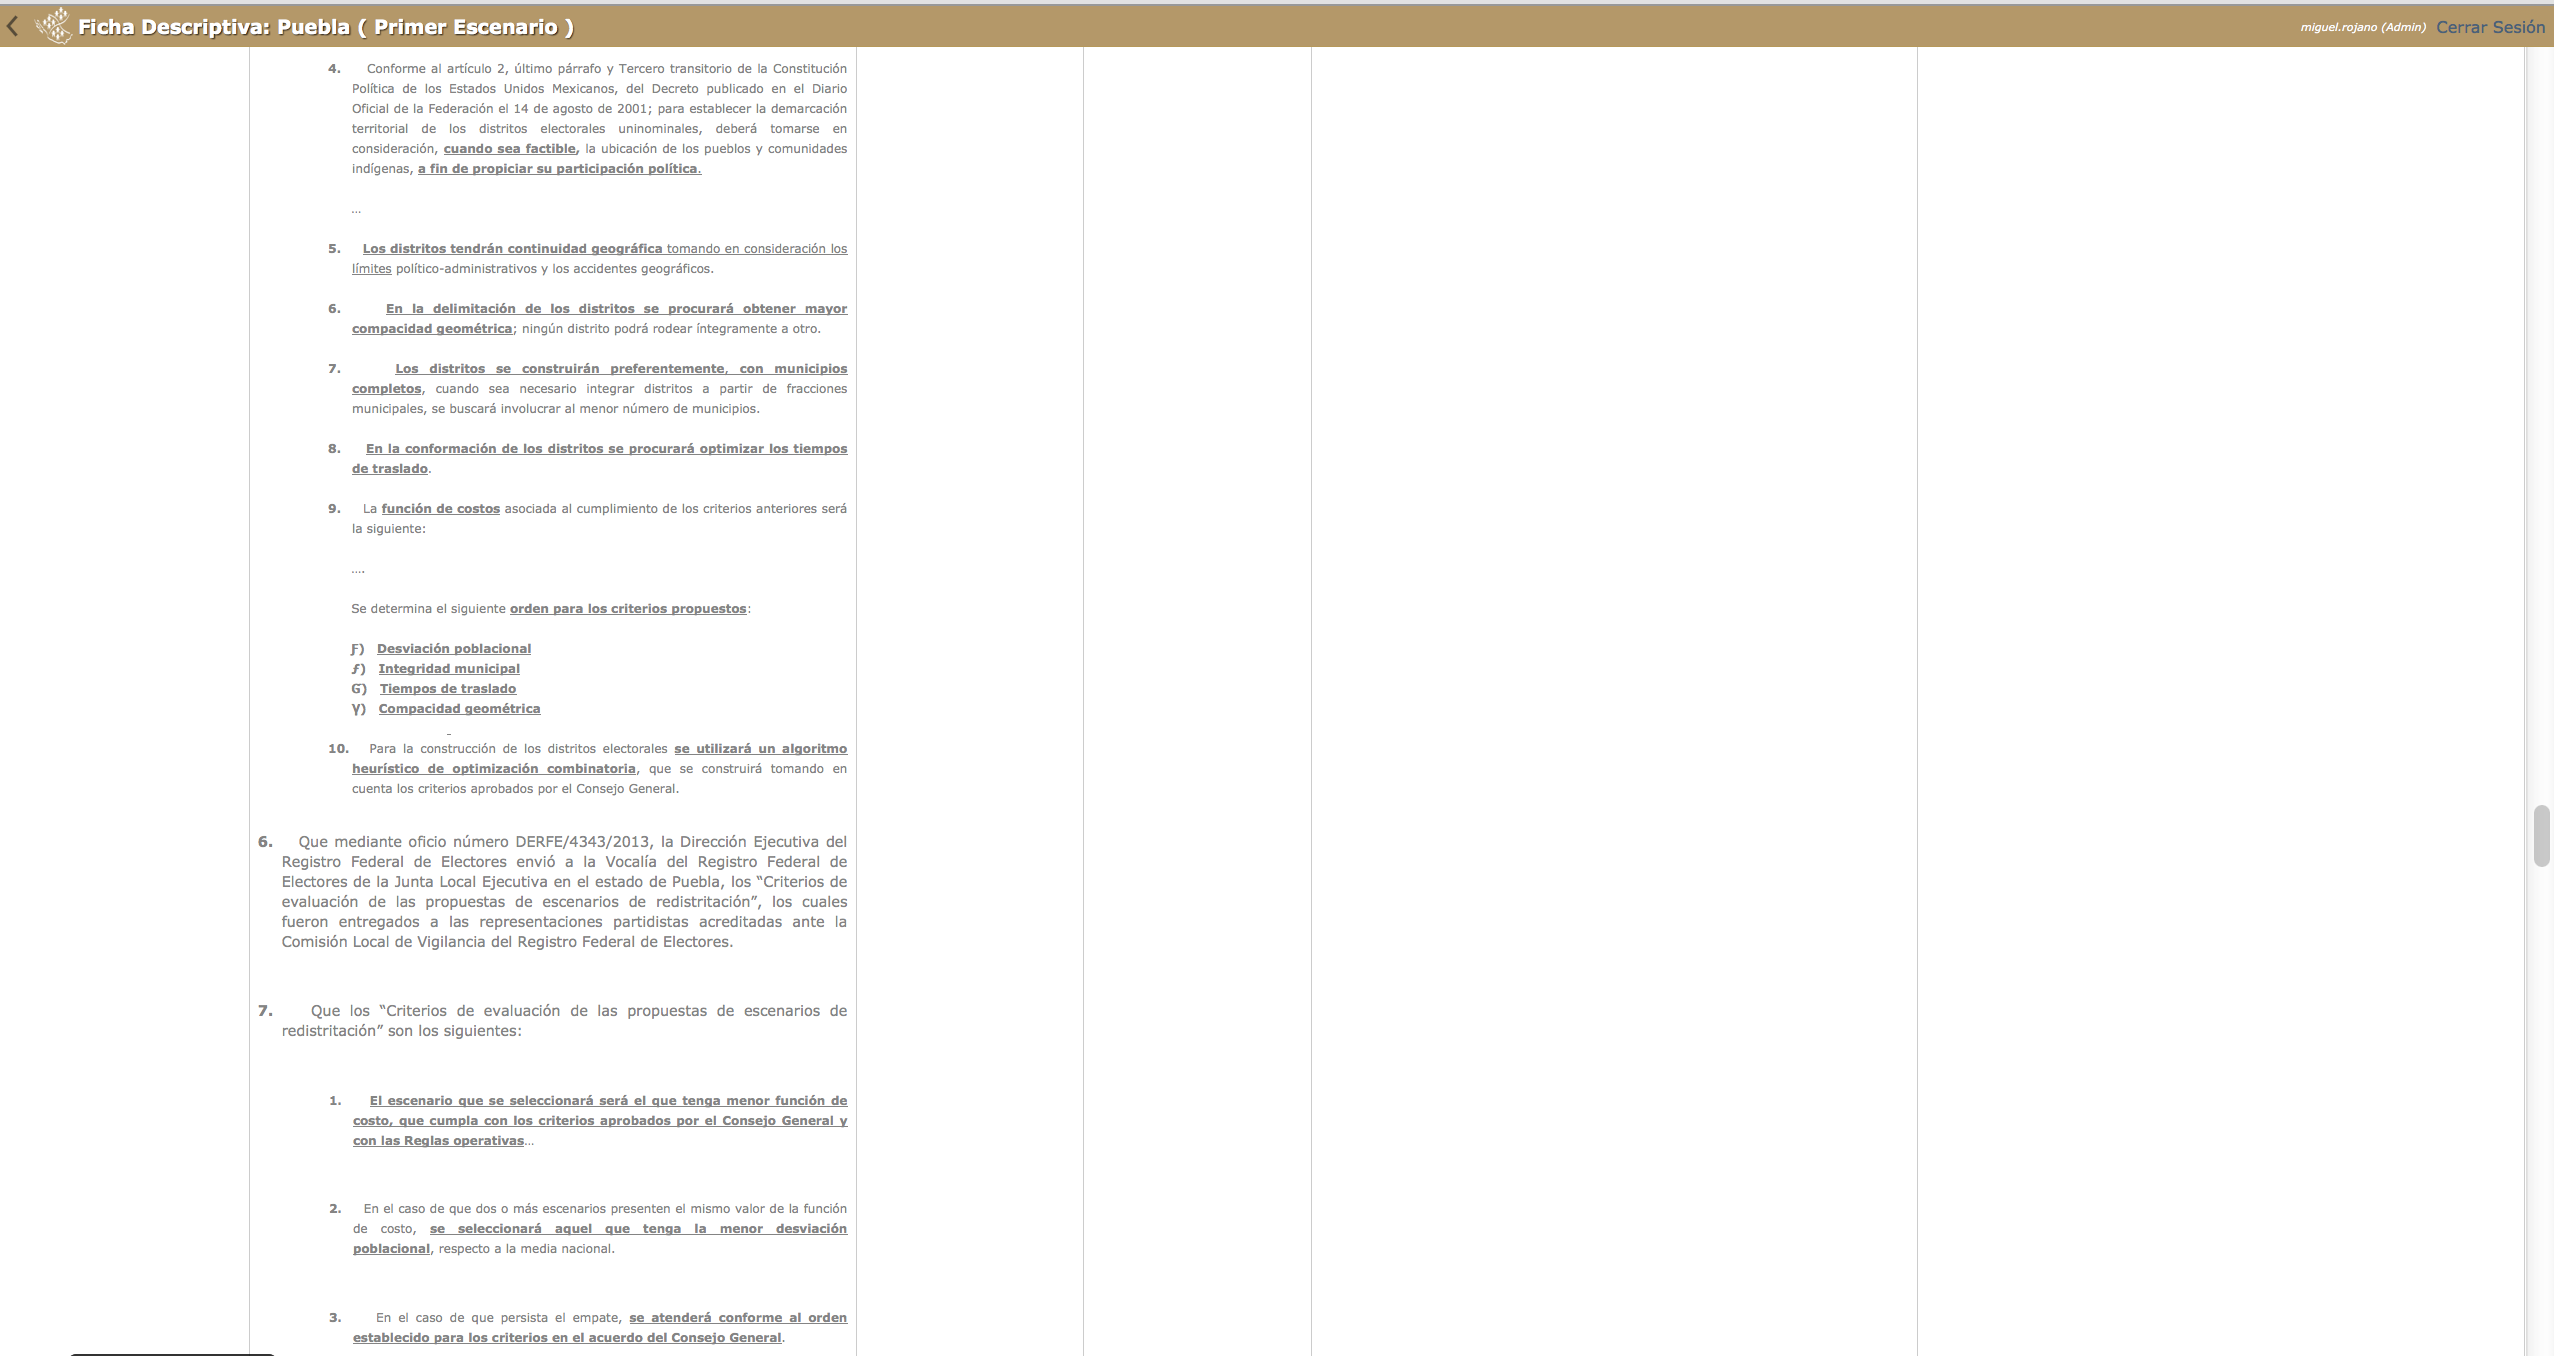 Ficha Descriptiva: Puebla ( Primer Escenario )
miguel.rojano (Admin) Cerrar Sesión
4. Conforme al artículo 2, último párrafo y Tercero transitorio de la Constitución
Política de los Estados Unidos Mexicanos, del Decreto publicado en el Diario
Oficial de la Federación el 14 de agosto de 2001; para establecer la demarcación
territorial de los distritos electorales uninominales, deberá tomarse en
consideración, cuando sea factible, la ubicación de los pueblos y comunidades
indígenas, a fin de propiciar su participación política.
...
5. Los distritos tendrán continuidad geográfica tomando en consideración los
límites político-administrativos y los accidentes geográficos.
6. En la delimitación de los distritos se procurará obtener mayor
compacidad geométrica; ningún distrito podrá rodear íntegramente a otro.
7. Los distritos se construirán preferentemente, con municipios
completos, cuando sea necesario integrar distritos a partir de fracciones
municipales, se buscará involucrar al menor número de municipios.
8. En la conformación de los distritos se procurará optimizar los tiempos
de traslado.
9. La función de costos asociada al cumplimiento de los criterios anteriores será
la siguiente:
....
Se determina el siguiente orden para los criterios propuestos:
Ƒ) Desviación poblacional
ƒ) Integridad municipal
Ɠ) Tiempos de traslado
Ɣ) Compacidad geométrica
10. Para la construcción de los distritos electorales se utilizará un algoritmo
heurístico de optimización combinatoria, que se construirá tomando en
cuenta los criterios aprobados por el Consejo General.
6. Que mediante oficio número DERFE/4343/2013, la Dirección Ejecutiva del
Registro Federal de Electores envió a la Vocalía del Registro Federal de
Electores de la Junta Local Ejecutiva en el estado de Puebla, los “Criterios de
evaluación de las propuestas de escenarios de redistritación”, los cuales
fueron entregados a las representaciones partidistas acreditadas ante la
Comisión Local de Vigilancia del Registro Federal de Electores.
7. Que los “Criterios de evaluación de las propuestas de escenarios de
redistritación” son los siguientes:
1. El escenario que se seleccionará será el que tenga menor función de
costo, que cumpla con los criterios aprobados por el Consejo General y
con las Reglas operativas...
2. En el caso de que dos o más escenarios presenten el mismo valor de la función
de costo, se seleccionará aquel que tenga la menor desviación
poblacional, respecto a la media nacional.
3. En el caso de que persista el empate, se atenderá conforme al orden
establecido para los criterios en el acuerdo del Consejo General.